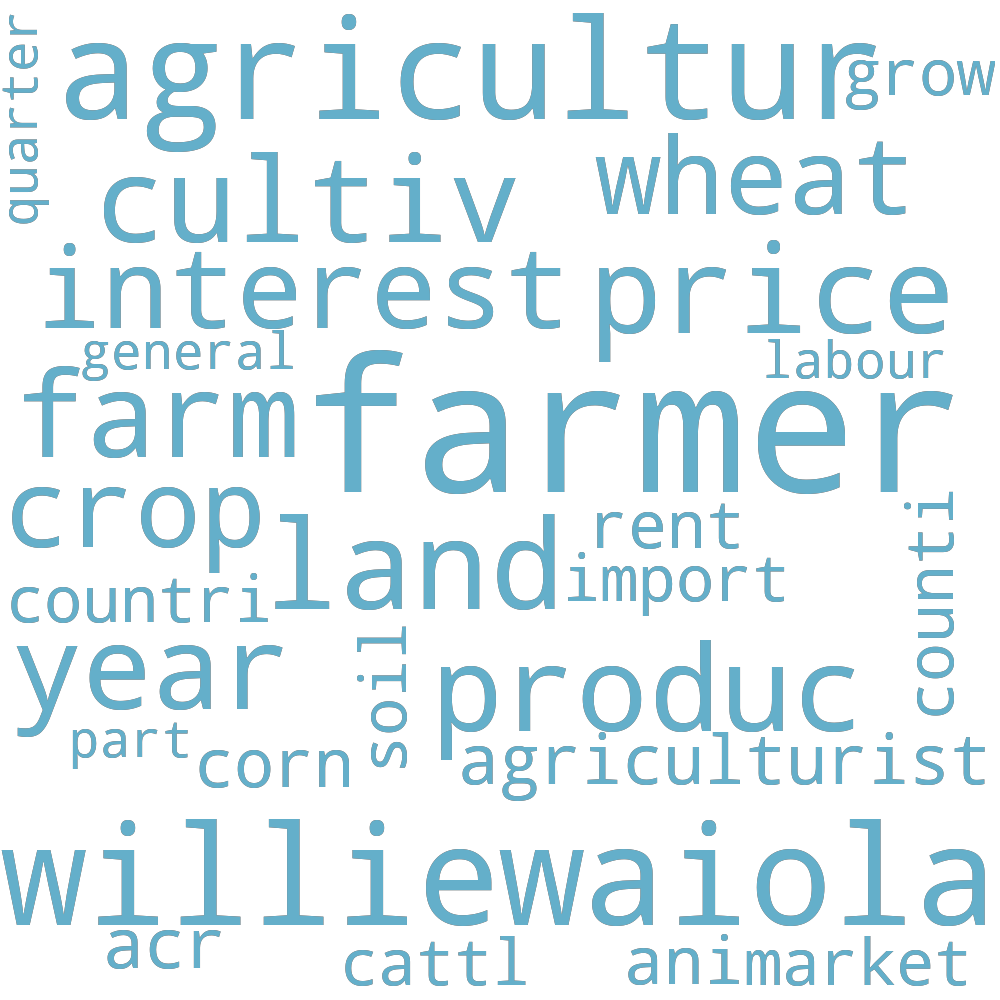 quarter
agricultur
grow
cultiv
wheat
interest
price
general
labour
farm
farmer
crop
land
rent
import
counti
countri
year
soil
produc
part
corn
agriculturist
williewaiola
acr
cattl
animarket